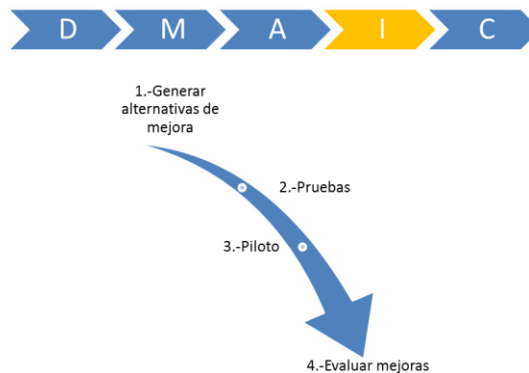 D M A I C
1.-Generar
alternativas de
mejora
2.-Pruebas
3.-Piloto
4.-Evaluar mejoras